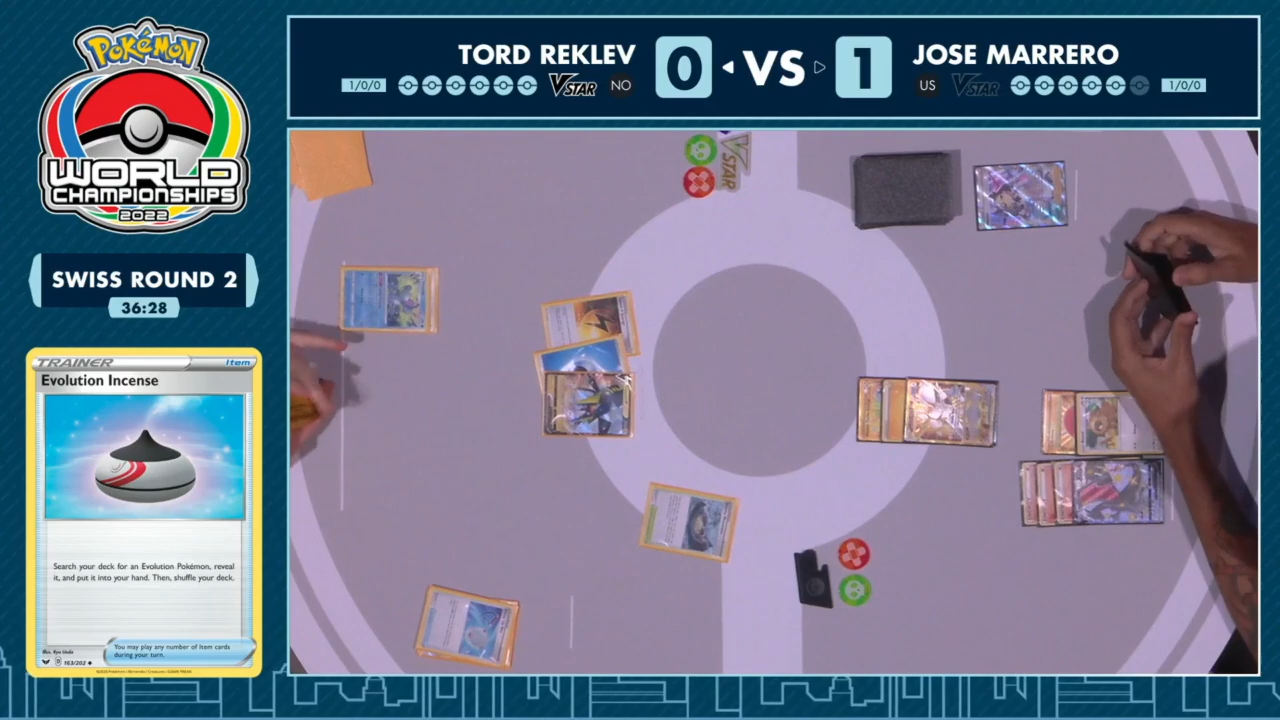 Pokémon
WORLD
CHAMPIONSHIPS
2022
SWISS ROUND 2
36:28
TORD REKLEV
1/0/0
VSTAR
NO
0
VS
1
JOSE MARRERO
US
VSTAR
1/0/0
VSTAR
TRAINER
Item
Evolution Incense
Search your deck for an Evolution Pokémon, reveal
it, and put it into your hand. Then, shuffle your deck.
You may play any number of Item cards
during your turn.
163/202